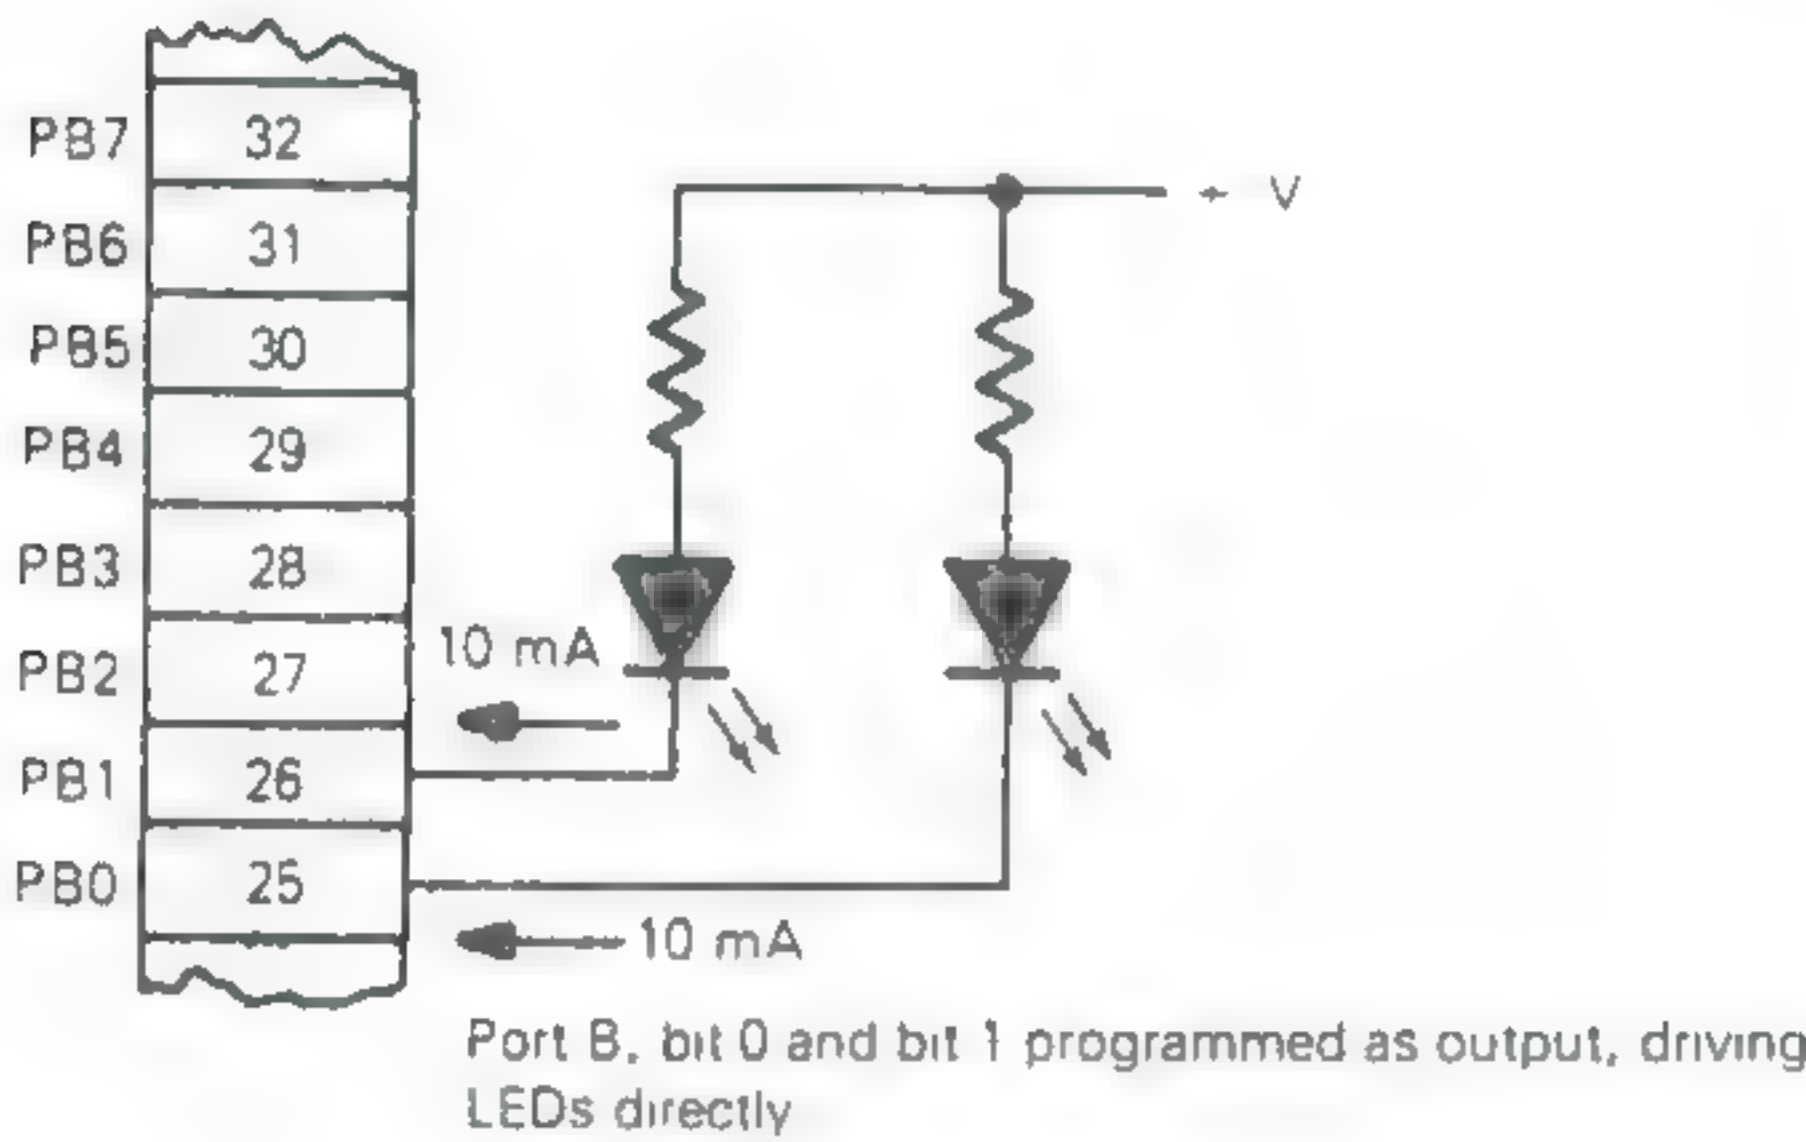 PB7 32
+ V
PB6 31
PB5 30
PB4 29
PB3 28
10 mA
PB2 27
PB1 26
PB0 25
10 mA
Port B, bit 0 and bit 1 programmed as output, driving
LEDs directly